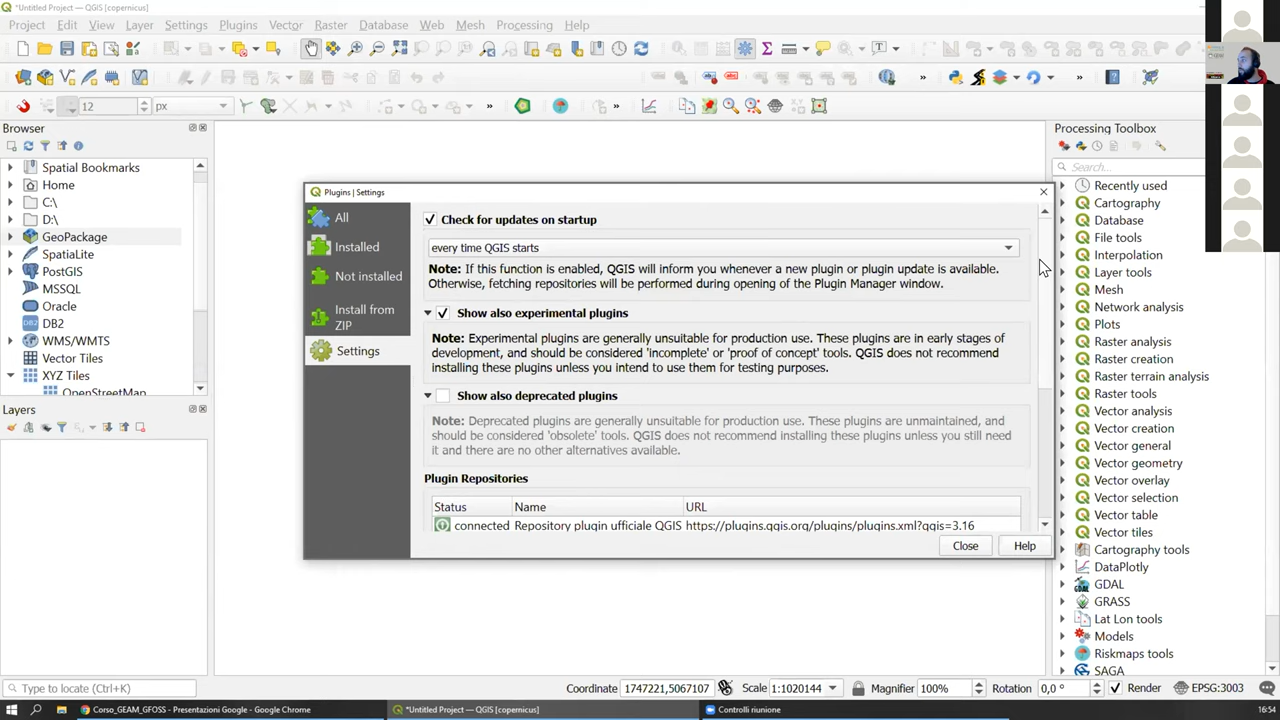 *Untitled Project — QGIS [copernicus]
Project Edit View Layer Settings Plugins Vector Raster Database Web Mesh Processing Help
12 px
Browser
Spatial Bookmarks
Home
C:\
D:\
GeoPackage
SpatiaLite
PostGIS
MSSQL
Oracle
DB2
WMS/WMTS
Vector Tiles
XYZ Tiles
OpenStreetMap
Layers
Plugins | Settings
All
Installed
Not installed
Install from
ZIP
Settings
Check for updates on startup
every time QGIS starts
Note: If this function is enabled, QGIS will inform you whenever a new plugin or plugin update is available.
Otherwise, fetching repositories will be performed during opening of the Plugin Manager window.
Show also experimental plugins
Note: Experimental plugins are generally unsuitable for production use. These plugins are in early stages of
development, and should be considered 'incomplete' or 'proof of concept' tools. QGIS does not recommend
installing these plugins unless you intend to use them for testing purposes.
Show also deprecated plugins
Note: Deprecated plugins are generally unsuitable for production use. These plugins are unmaintained, and
should be considered 'obsolete' tools. QGIS does not recommend installing these plugins unless you still need
it and there are no other alternatives available.
Plugin Repositories
Status Name URL
connected Repository plugin ufficiale QGIS https://plugins.qgis.org/plugins/plugins.xml?qgis=3.16
Close Help
Processing Toolbox
Search...
Recently used
Cartography
Database
File tools
Interpolation
Layer tools
Mesh
Network analysis
Plots
Raster analysis
Raster creation
Raster terrain analysis
Raster tools
Vector analysis
Vector creation
Vector general
Vector geometry
Vector overlay
Vector selection
Vector table
Vector tiles
Cartography tools
DataPlotly
GDAL
GRASS
Lat Lon tools
Models
Riskmaps tools
SAGA
Type to locate (Ctrl+K) Coordinate 1747221,5067107 Scale 1:1020144 Magnifier 100% Rotation 0,0 ° Render EPSG:3003
Corso_GEAM_GFOSS - Presentazioni Google - Google Chrome *Untitled Project — QGIS [copernicus] Controlli riunione 16:54